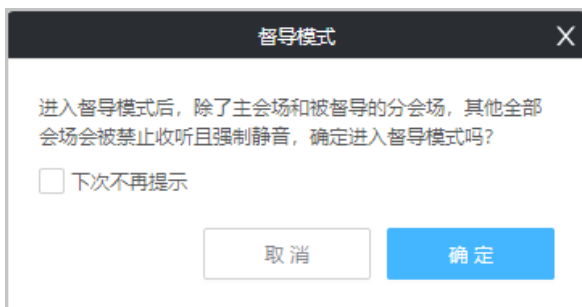 督导模式
进入督导模式后，除了主会场和被督导的分会场，其他全部
会场会被禁止收听且强制静音，确定进入督导模式吗？
下次不再提示
取消
确定